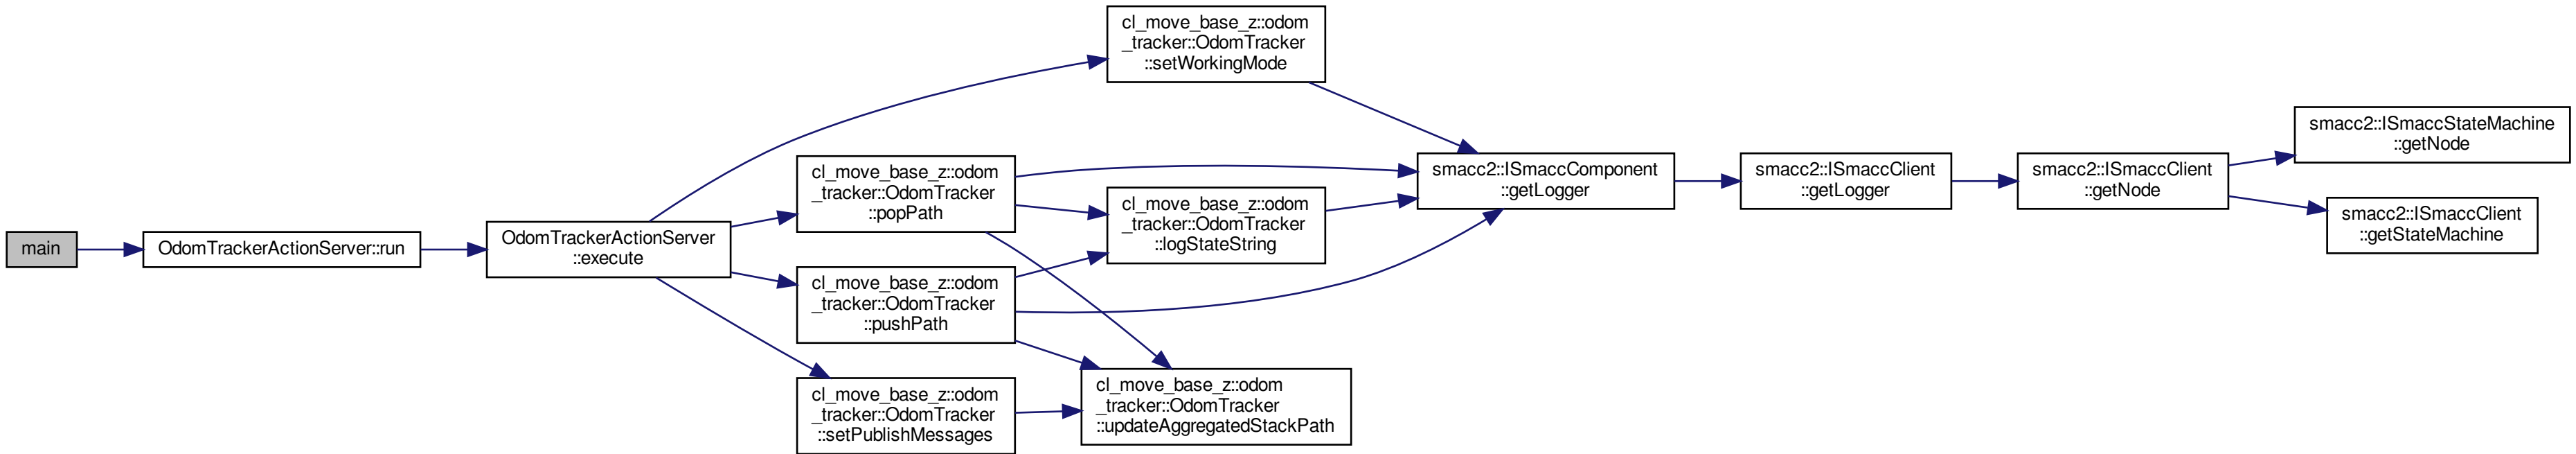 main
OdomTrackerActionServer::run
OdomTrackerActionServer
::execute
cl_move_base_z::odom
_tracker::OdomTracker
::setWorkingMode
cl_move_base_z::odom
_tracker::OdomTracker
::popPath
cl_move_base_z::odom
_tracker::OdomTracker
::pushPath
cl_move_base_z::odom
_tracker::OdomTracker
::setPublishMessages
cl_move_base_z::odom
_tracker::OdomTracker
::logStateString
cl_move_base_z::odom
_tracker::OdomTracker
::updateAggregatedStackPath
smacc2::ISmaccComponent
::getLogger
smacc2::ISmaccClient
::getLogger
smacc2::ISmaccClient
::getNode
smacc2::ISmaccStateMachine
::getNode
smacc2::ISmaccClient
::getStateMachine